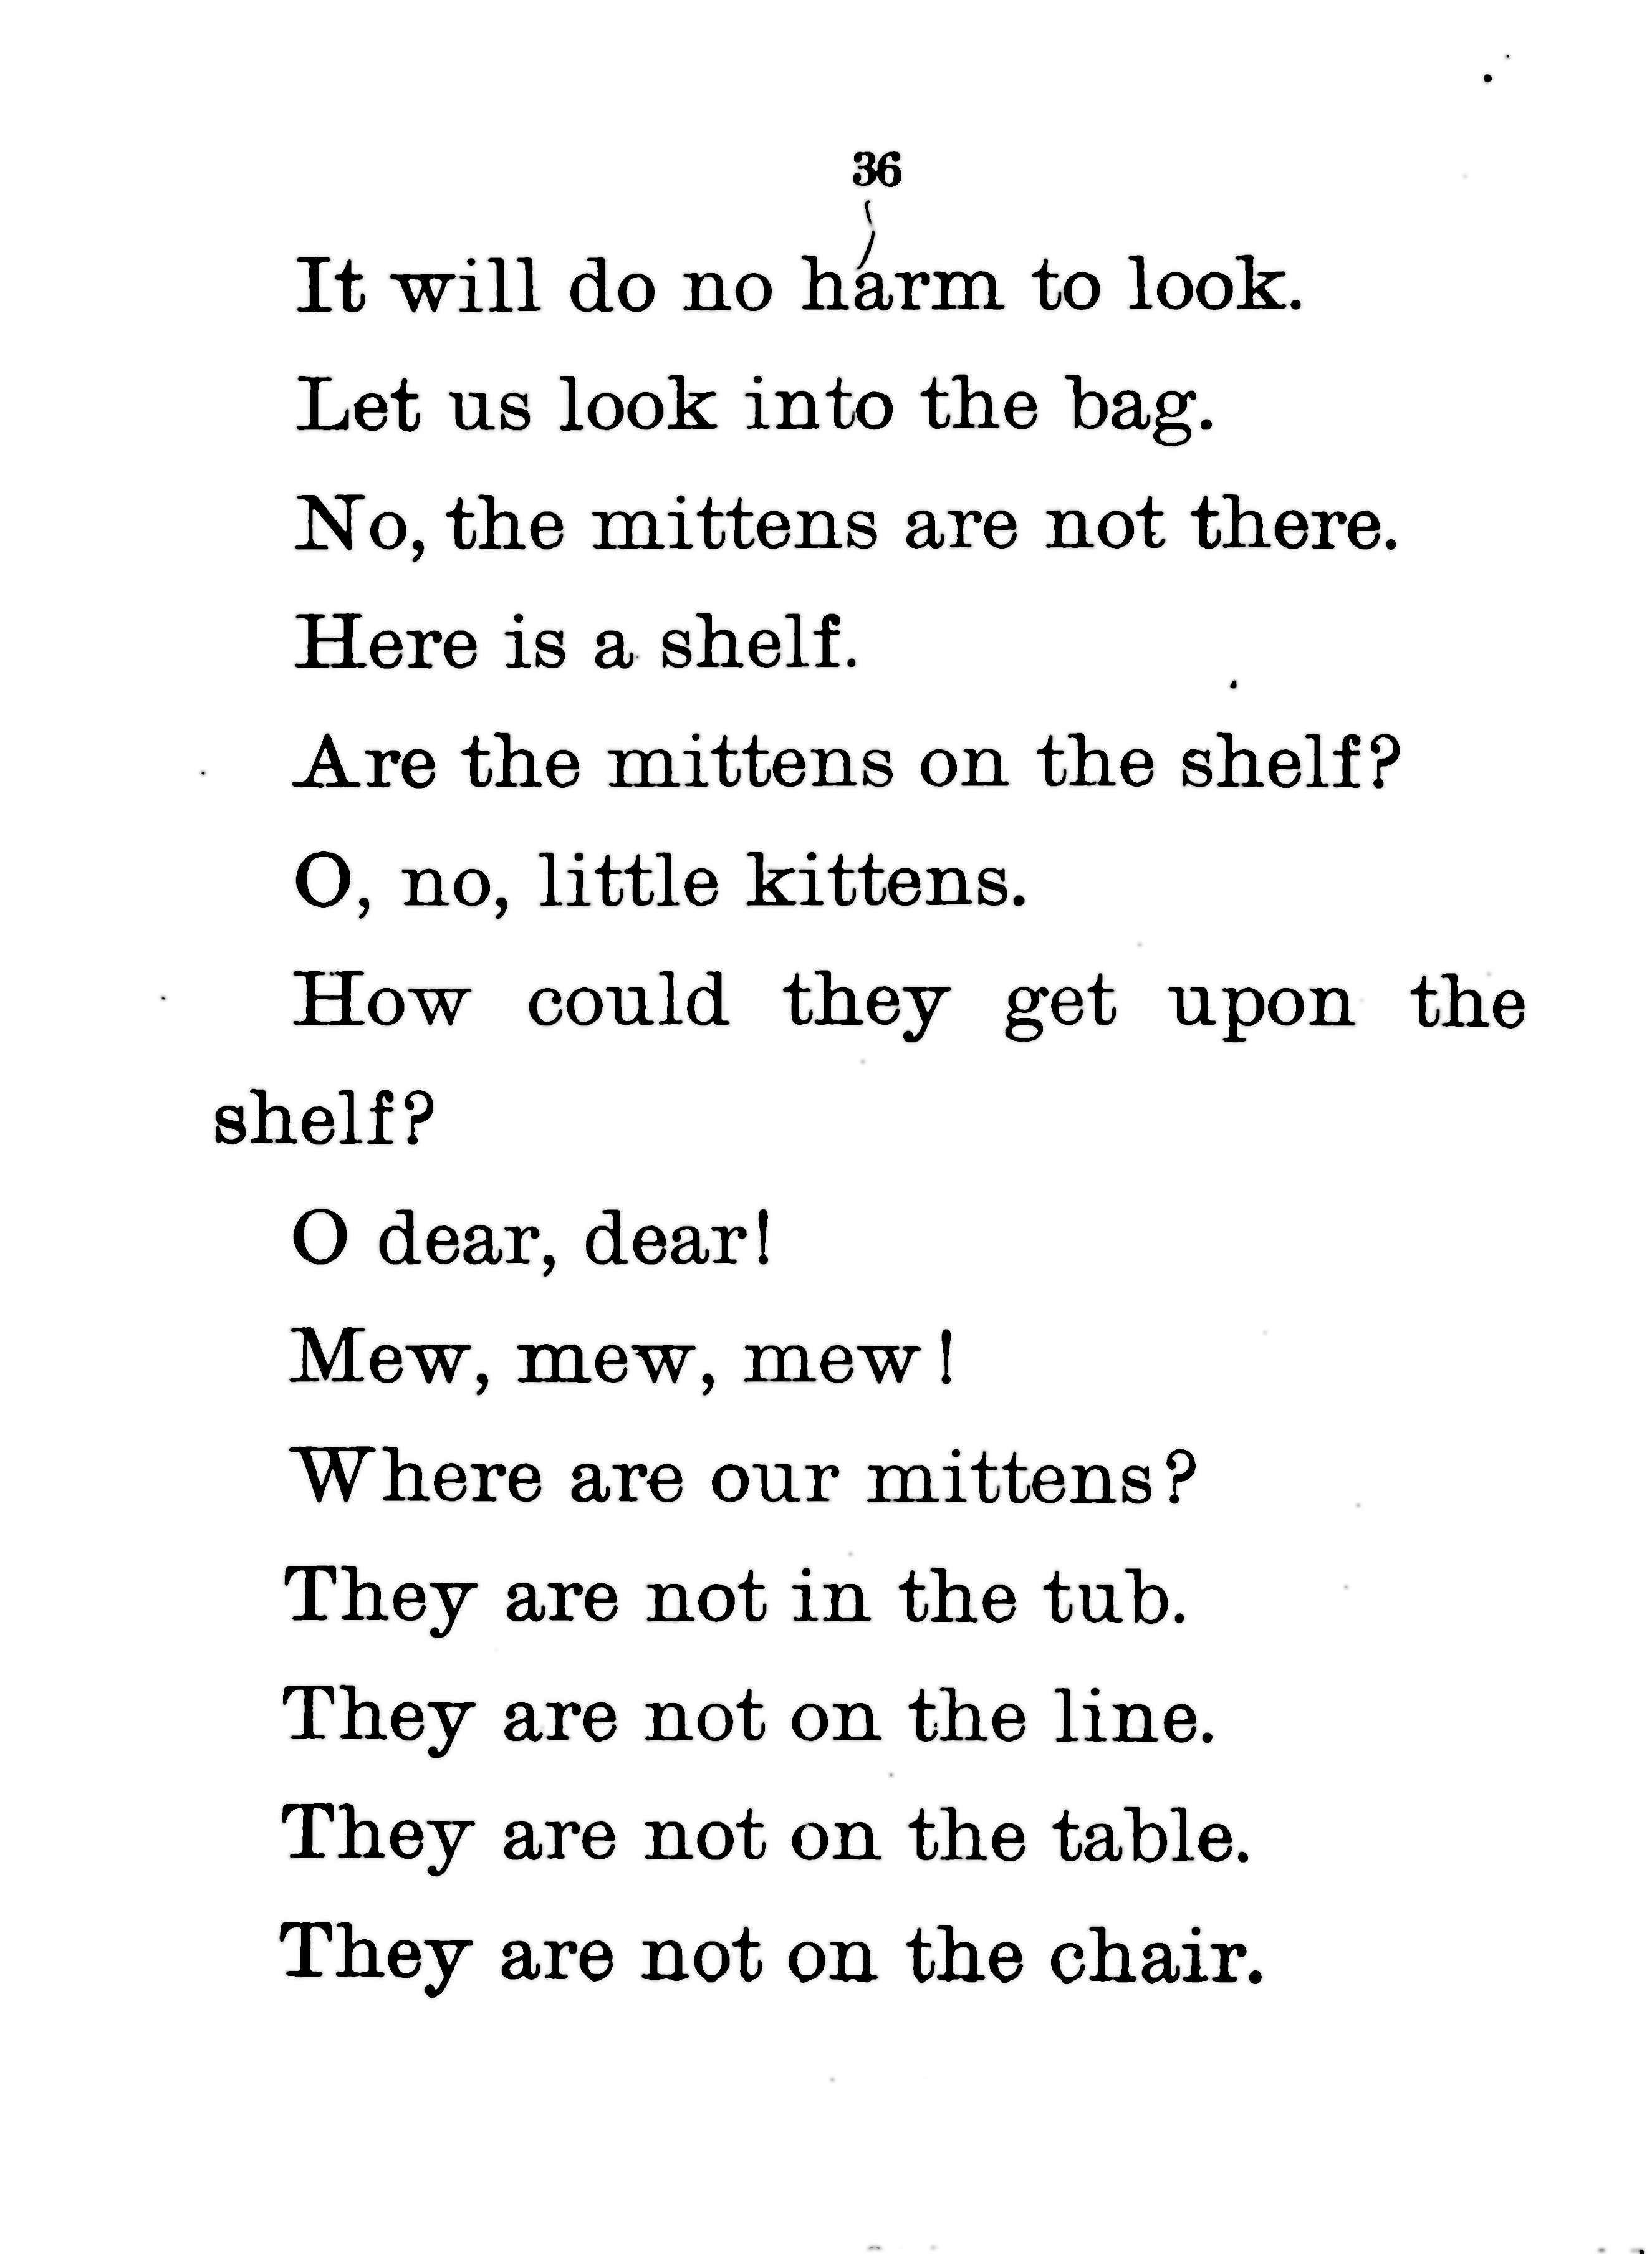 36
It will do no harm to look.
Let us look into the bag.
No, the mittens are not there.
Here is a shelf.
Are the mittens on the shelf?
O, no, little kittens.
How could they get upon the
shelf?
O dear, dear!
Mew, mew, mew!
Where are our mittens?
They are not in the tub.
They are not on the line.
They are not on the table.
They are not on the chair.